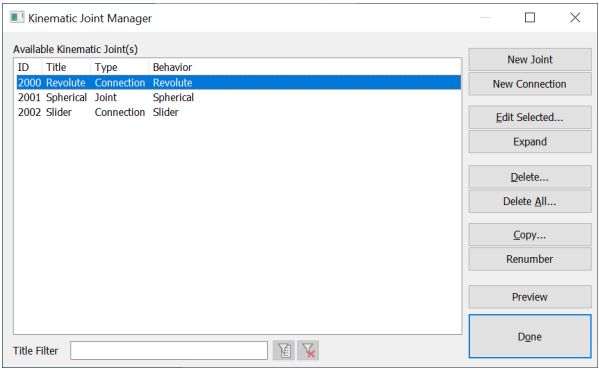 Kinematic Joint Manager
Available Kinematic Joint(s)
ID Title Type Behavior
2000 Revolute Connection Revolute
2001 Spherical Joint Spherical
2002 Slider Connection Slider
New Joint
New Connection
Edit Selected...
Expand
Delete...
Delete All...
Copy...
Renumber
Preview
Done
Title Filter